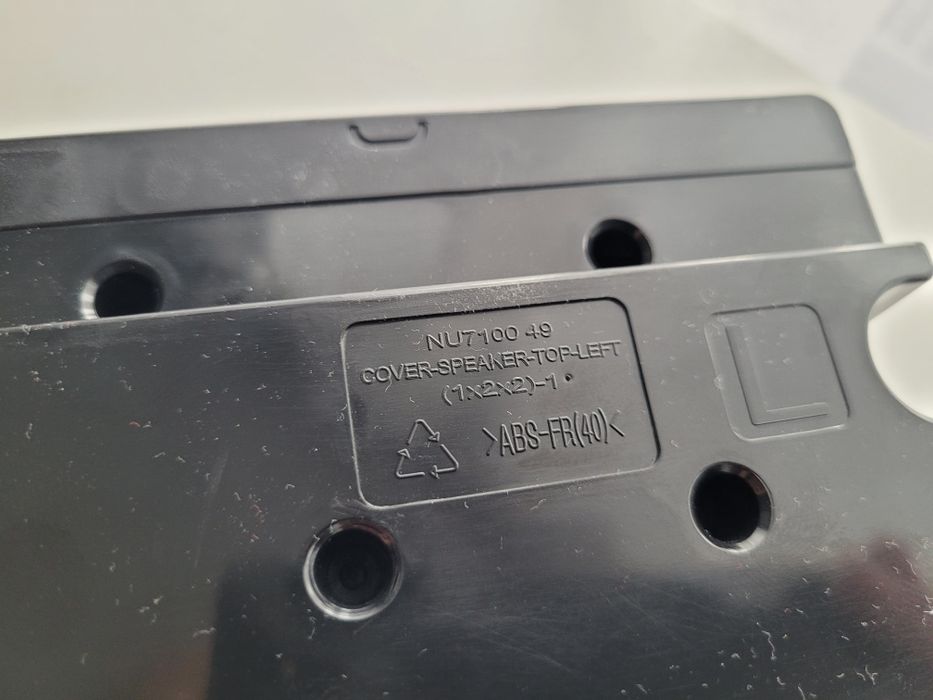 NU7100 49
COVER-SPEAKER-TOP-LEFT
(1x2x2)-1
>ABS-FR(40)<
L